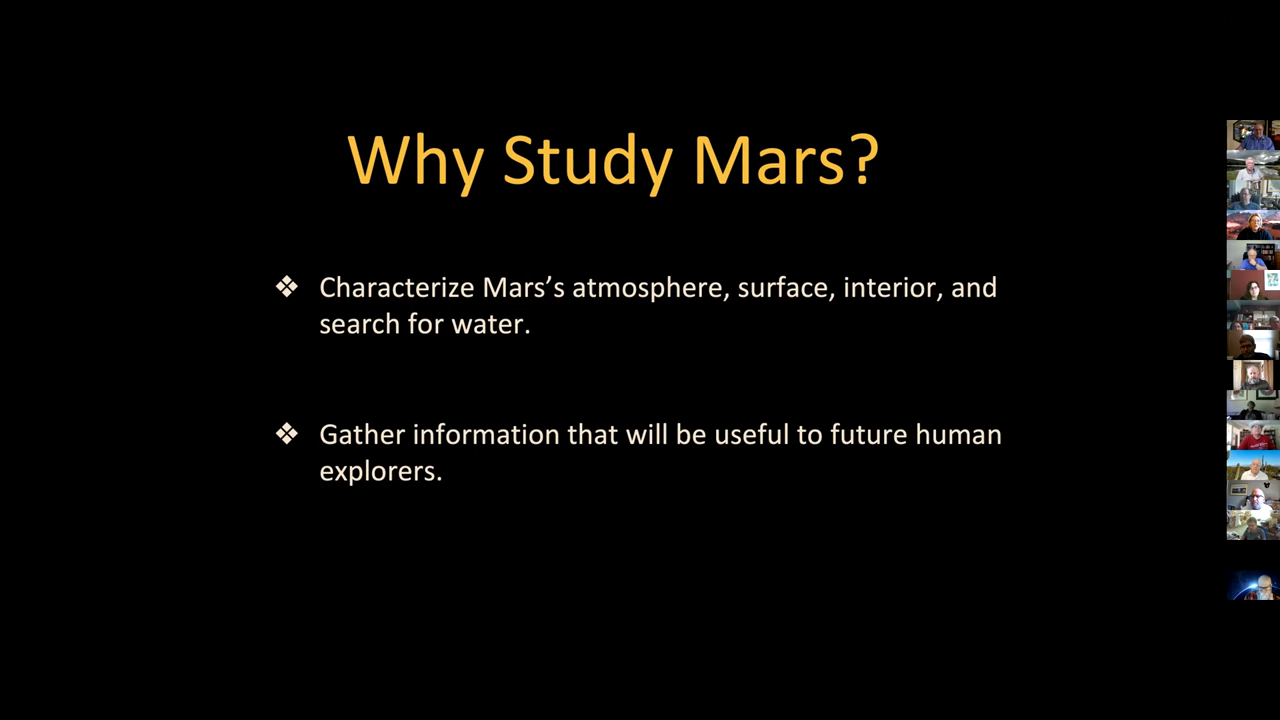 Why Study Mars?
❖ Characterize Mars’s atmosphere, surface, interior, and
search for water.
❖ Gather information that will be useful to future human
explorers.